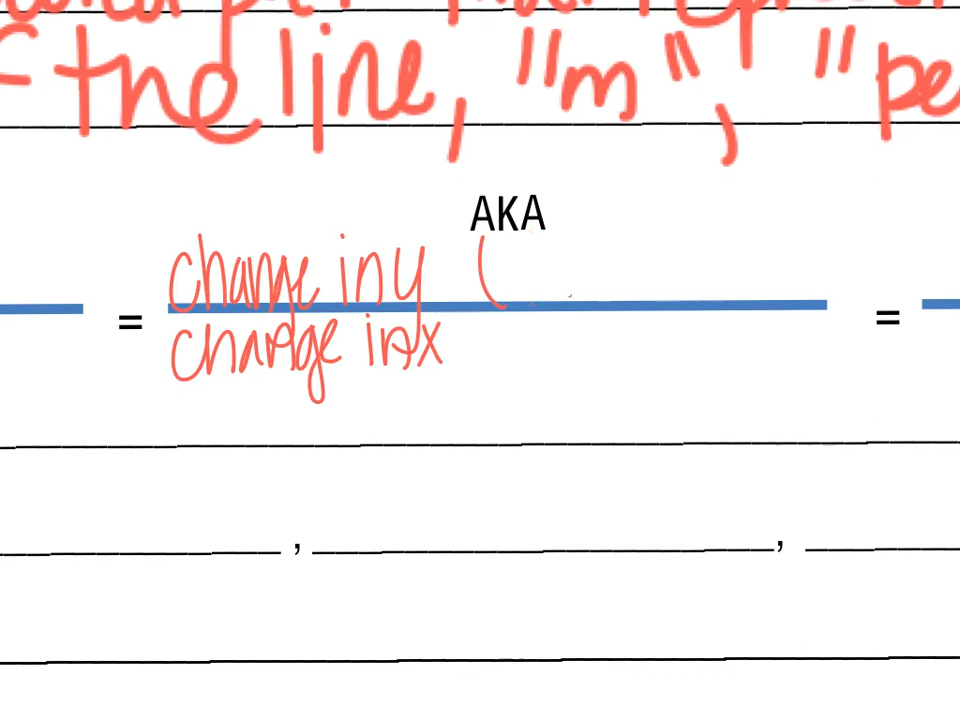 f the line, "m", "pe
AKA
change in y (
= =
change in x
, ,